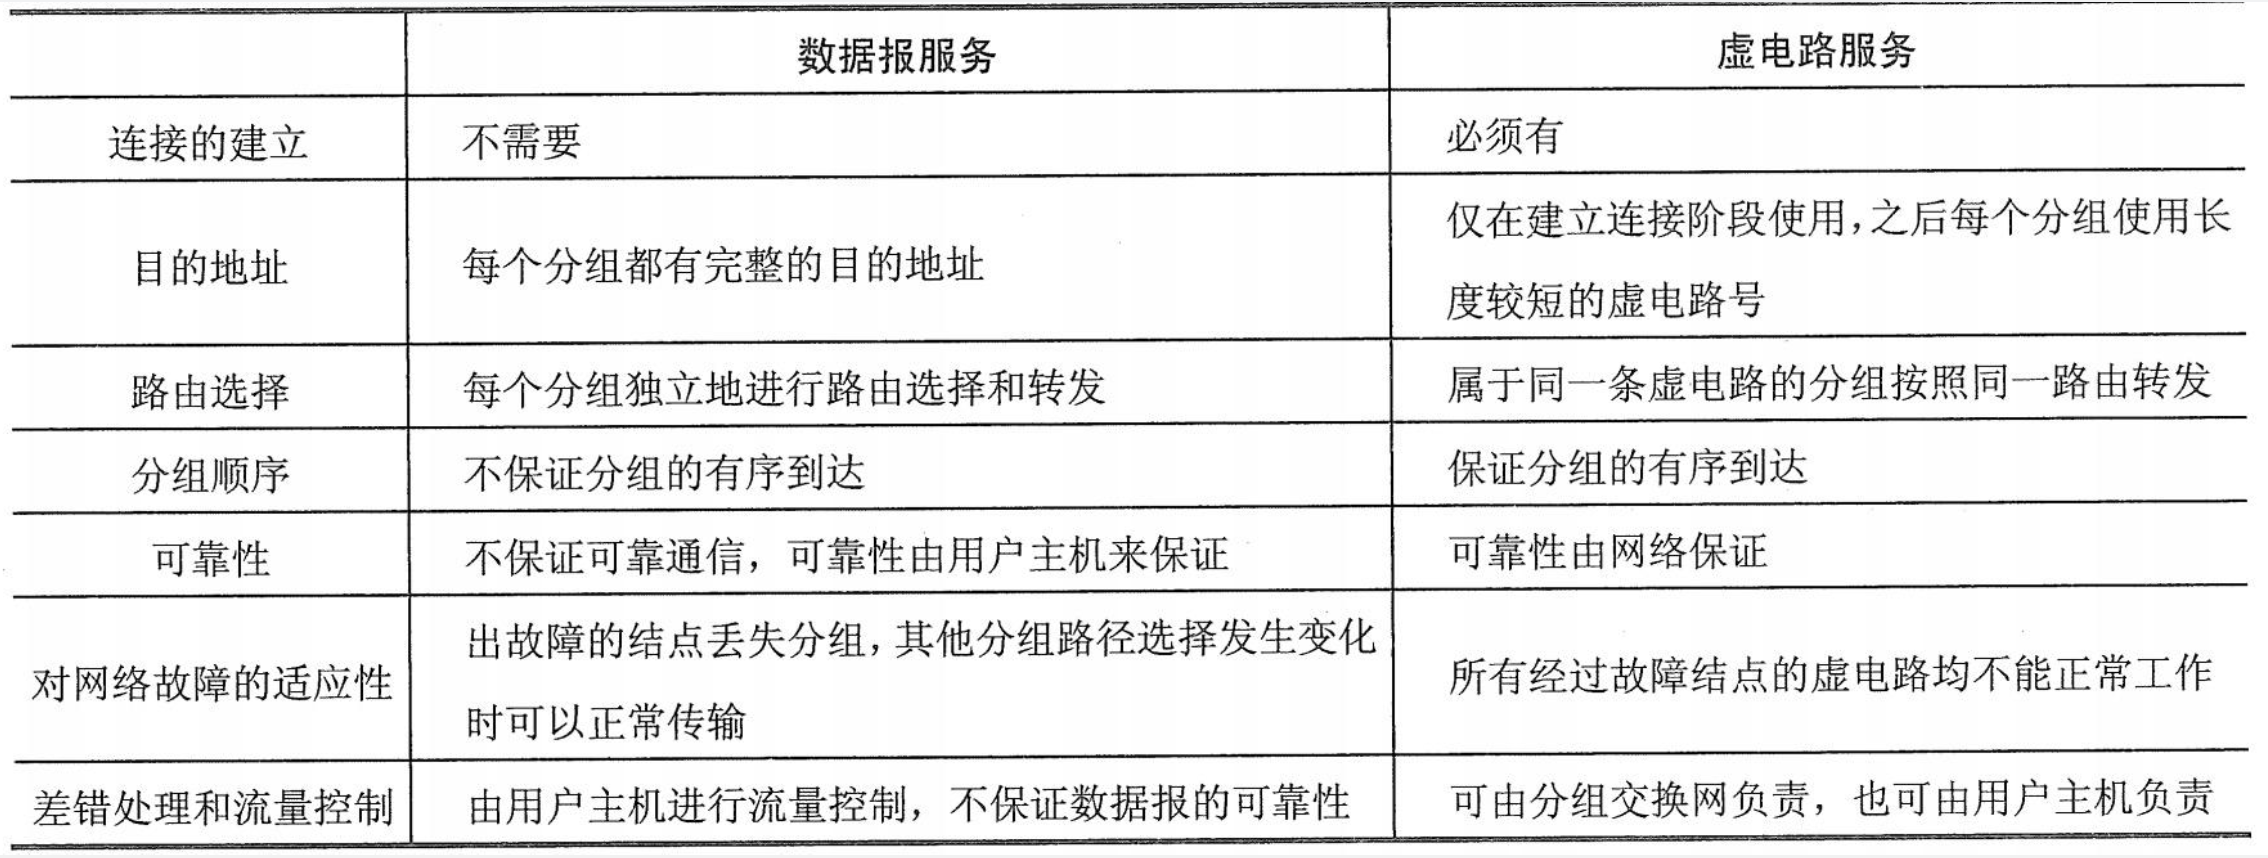 数据报服务
虚电路服务
连接的建立
不需要
必须有
目的地址
每个分组都有完整的目的地址
仅在建立连接阶段使用,之后每个分组使用长
度较短的虚电路号
路由选择
每个分组独立地进行路由选择和转发
属于同一条虚电路的分组按照同一路由转发
分组顺序
不保证分组的有序到达
保证分组的有序到达
可靠性
不保证可靠通信，可靠性由用户主机来保证
可靠性由网络保证
对网络故障的适应性
出故障的结点丢失分组,其他分组路径选择发生变化
时可以正常传输
所有经过故障结点的虚电路均不能正常工作
差错处理和流量控制
由用户主机进行流量控制，不保证数据报的可靠性
可由分组交换网负责，也可由用户主机负责